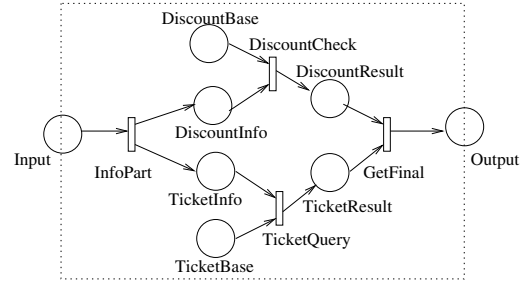 DiscountBase
DiscountCheck
DiscountResult
DiscountInfo
Input
InfoPart
GetFinal
Output
TicketInfo
TicketResult
TicketQuery
TicketBase